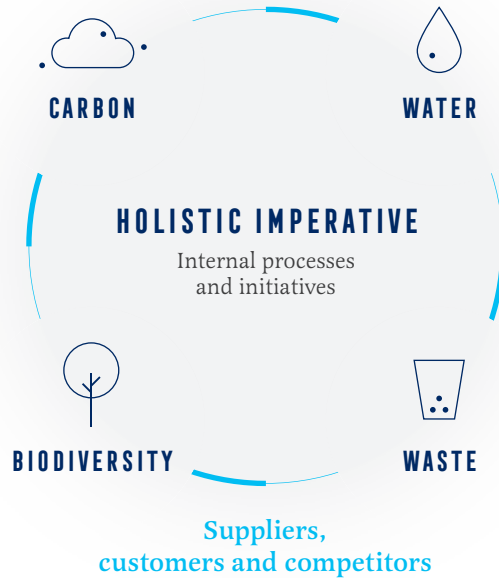 CARBON
WATER
HOLISTIC IMPERATIVE
Internal processes
and initiatives
BIODIVERSITY
WASTE
Suppliers,
customers and competitors